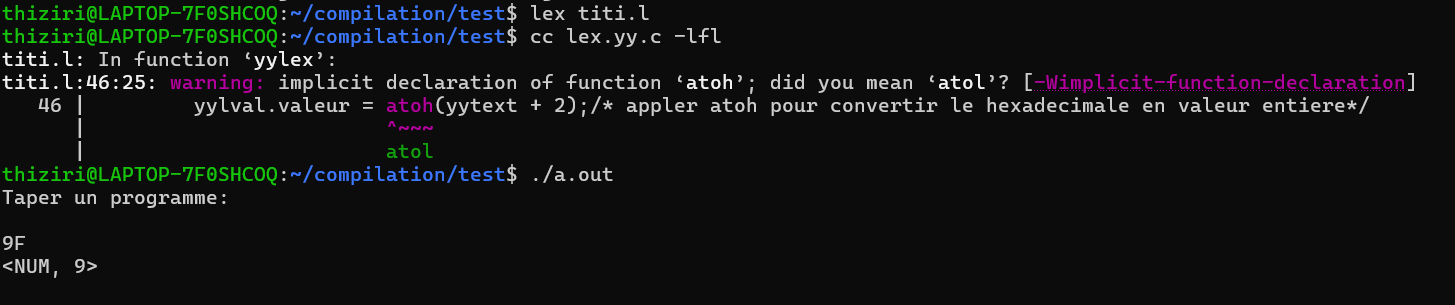 thiziri@LAPTOP-7F0SHCOQ:~/compilation/test$ lex titi.l
thiziri@LAPTOP-7F0SHCOQ:~/compilation/test$ cc lex.yy.c -lfl
titi.l: In function ‘yylex’:
titi.l:46:25: warning: implicit declaration of function ‘atoh’; did you mean ‘atol’? [-Wimplicit-function-declaration]
   46 |         yylval.valeur = atoh(yytext + 2);/* appler atoh pour convertir le hexadecimale en valeur entiere*/
      |                         ^~~~
      |                         atol
thiziri@LAPTOP-7F0SHCOQ:~/compilation/test$ ./a.out
Taper un programme:
9F
<NUM, 9>